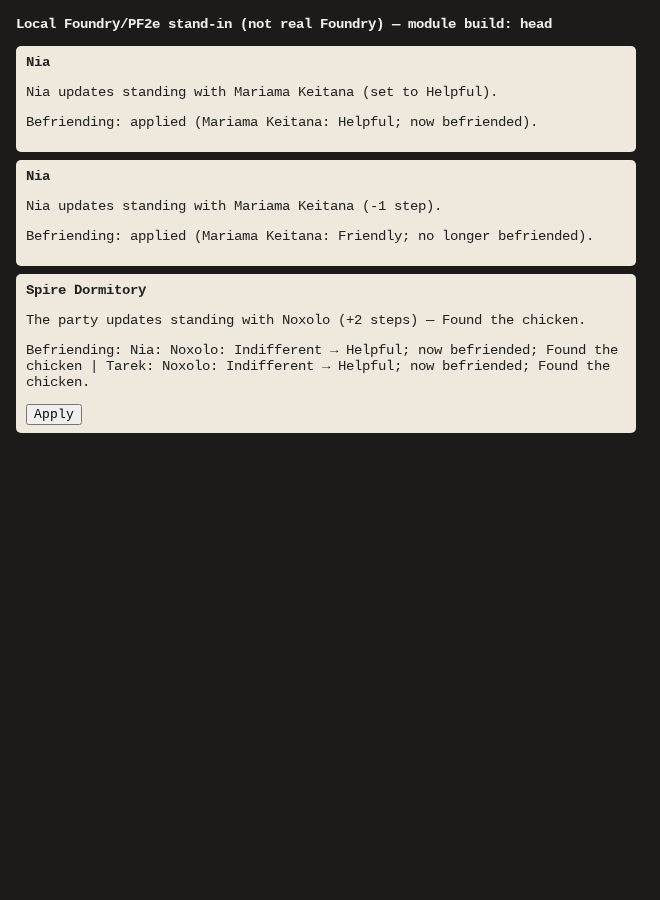 Local Foundry/PF2e stand-in (not real Foundry) — module build: head
Nia
Nia updates standing with Mariama Keitana (set to Helpful).
Befriending: applied (Mariama Keitana: Helpful; now befriended).
Nia
Nia updates standing with Mariama Keitana (-1 step).
Befriending: applied (Mariama Keitana: Friendly; no longer befriended).
Spire Dormitory
The party updates standing with Noxolo (+2 steps) — Found the chicken.
Befriending: Nia: Noxolo: Indifferent → Helpful; now befriended; Found the
chicken | Tarek: Noxolo: Indifferent → Helpful; now befriended; Found the
chicken.
Apply